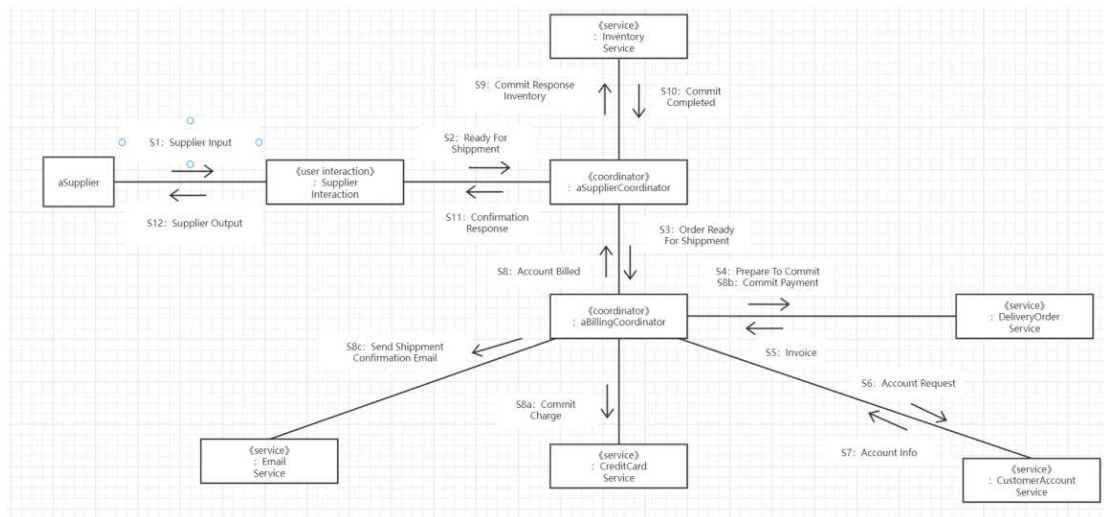 《service》
: Inventory
Service
S9: Commit Response
Inventory
S10: Commit
Completed
S1: Supplier Input
S2: Ready For
Shippment
aSupplier
《user interaction》
: Supplier
Interaction
《coordinator》
: aSupplierCoordinator
S12: Supplier Output
S11: Confirmation
Response
S3: Order Ready
For Shippment
S8: Account Billed
S4: Prepare To Commit
S8b: Commit Payment
《coordinator》
: aBillingCoordinator
《service》
: DeliveryOrder
Service
S8c: Send Shippment
Confirmation Email
S5: Invoice
S6: Account Request
S8a: Commit
Charge
S7: Account Info
《service》
: Email
Service
《service》
: CreditCard
Service
《service》
: CustomerAccount
Service